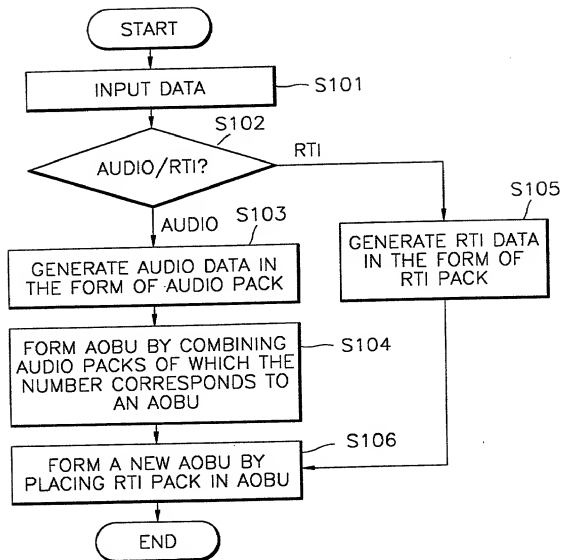 START
INPUT DATA
S101
S102
AUDIO/RTI?
RTI
AUDIO
S103
GENERATE AUDIO DATA IN
THE FORM OF AUDIO PACK
S105
GENERATE RTI DATA
IN THE FORM OF
RTI PACK
FORM AOBU BY COMBINING
AUDIO PACKS OF WHICH THE
NUMBER CORRESPONDS TO
AN AOBU
S104
S106
FORM A NEW AOBU BY
PLACING RTI PACK IN AOBU
END